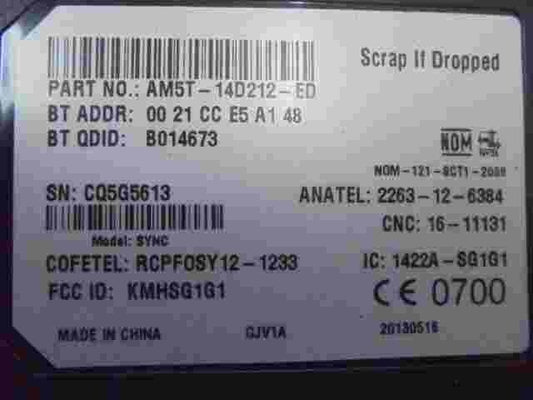 Scrap If Dropped
PART NO.: AM5T-14D212-ED
BT ADDR: 00 21 CC E5 A1 48
BT QDID: B014673
NOM
NOM-121-SCT1-2009
SN: CQ5G5613
ANATEL: 2263-12-6384
CNC: 16-11131
Model: SYNC
COFETEL: RCPFOSY12-1233
IC: 1422A-SG1G1
FCC ID: KMHSG1G1
CE 0700
MADE IN CHINA
GJV1A
20130516